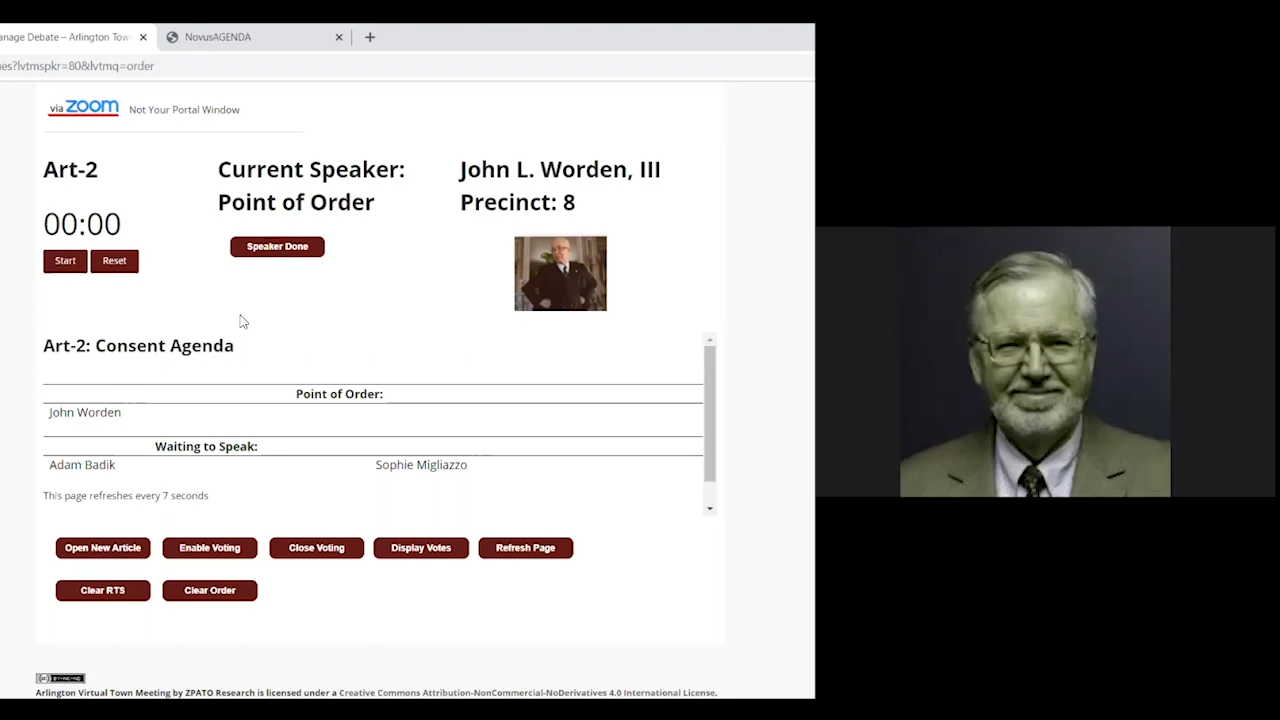 anage Debate – Arlington Tow
NovusAGENDA
es?lvtmspkr=80&lvtmq=order
via zoom Not Your Portal Window
Art-2 Current Speaker: John L. Worden, III
Point of Order Precinct: 8
00:00
Speaker Done
Start Reset
Art-2: Consent Agenda
Point of Order:
John Worden
Waiting to Speak:
Adam Badik Sophie Migliazzo
This page refreshes every 7 seconds
Open New Article Enable Voting Close Voting Display Votes Refresh Page
Clear RTS Clear Order
Arlington Virtual Town Meeting by ZPATO Research is licensed under a Creative Commons Attribution-NonCommercial-NoDerivatives 4.0 International License.